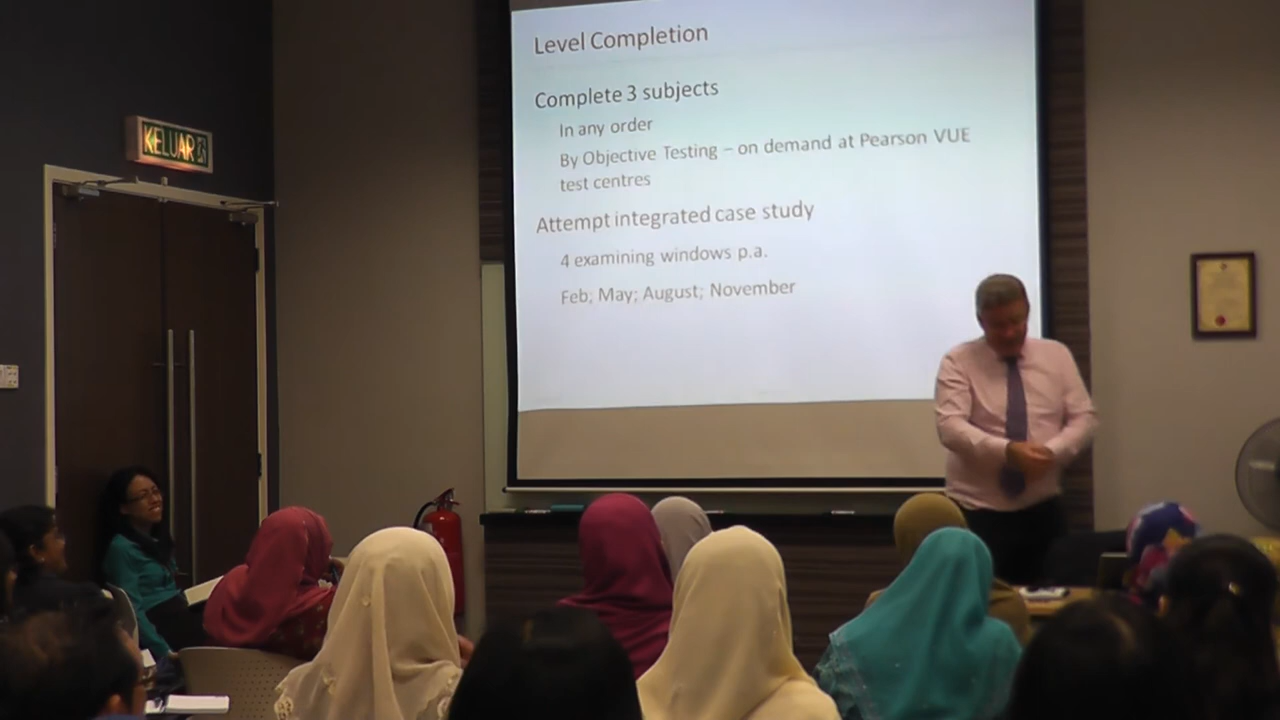 Level Completion
Complete 3 subjects
In any order
By Objective Testing – on demand at Pearson VUE
test centres
Attempt integrated case study
4 examining windows p.a.
Feb; May; August; November
KELUAR